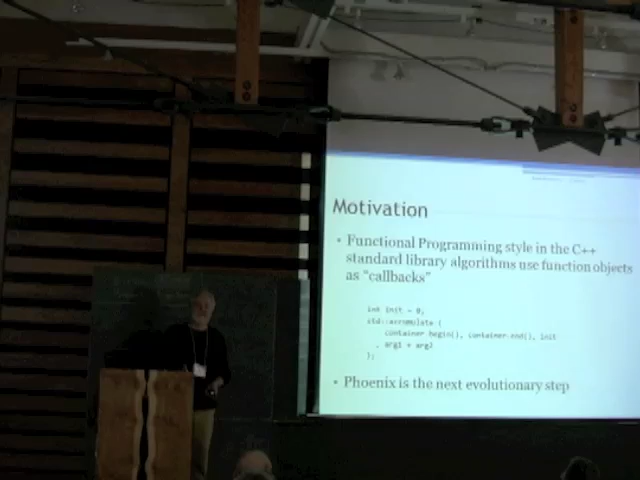 Motivation
• Functional Programming style in the C++
standard library algorithms use function objects
as "callbacks"
int init = 0;
std::accumulate (
container.begin(), container.end(), init
, arg1 + arg2
);
• Phoenix is the next evolutionary step